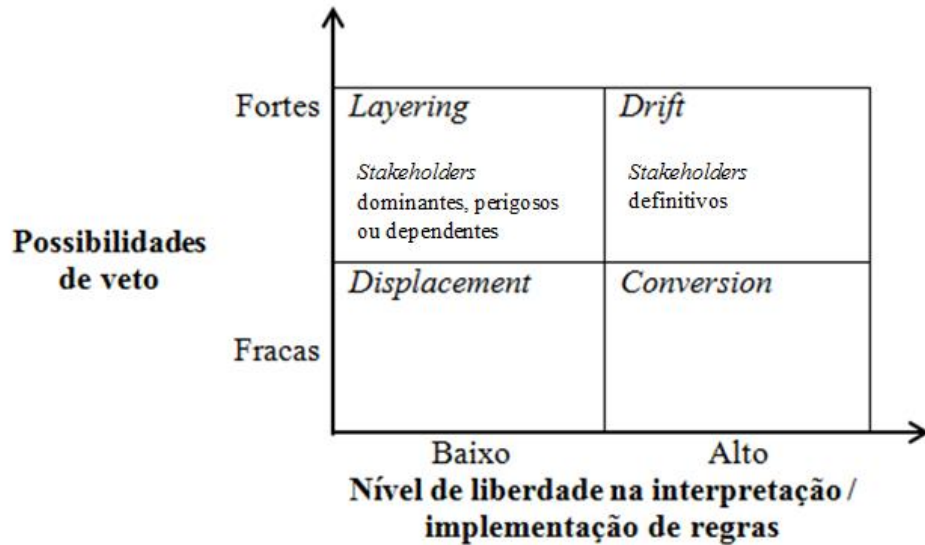 Fortes
Layering
Drift
Stakeholders
dominantes, perigosos
ou dependentes
Stakeholders
definitivos
Possibilidades
de veto
Displacement
Conversion
Fracas
Baixo
Alto
Nível de liberdade na interpretação /
implementação de regras